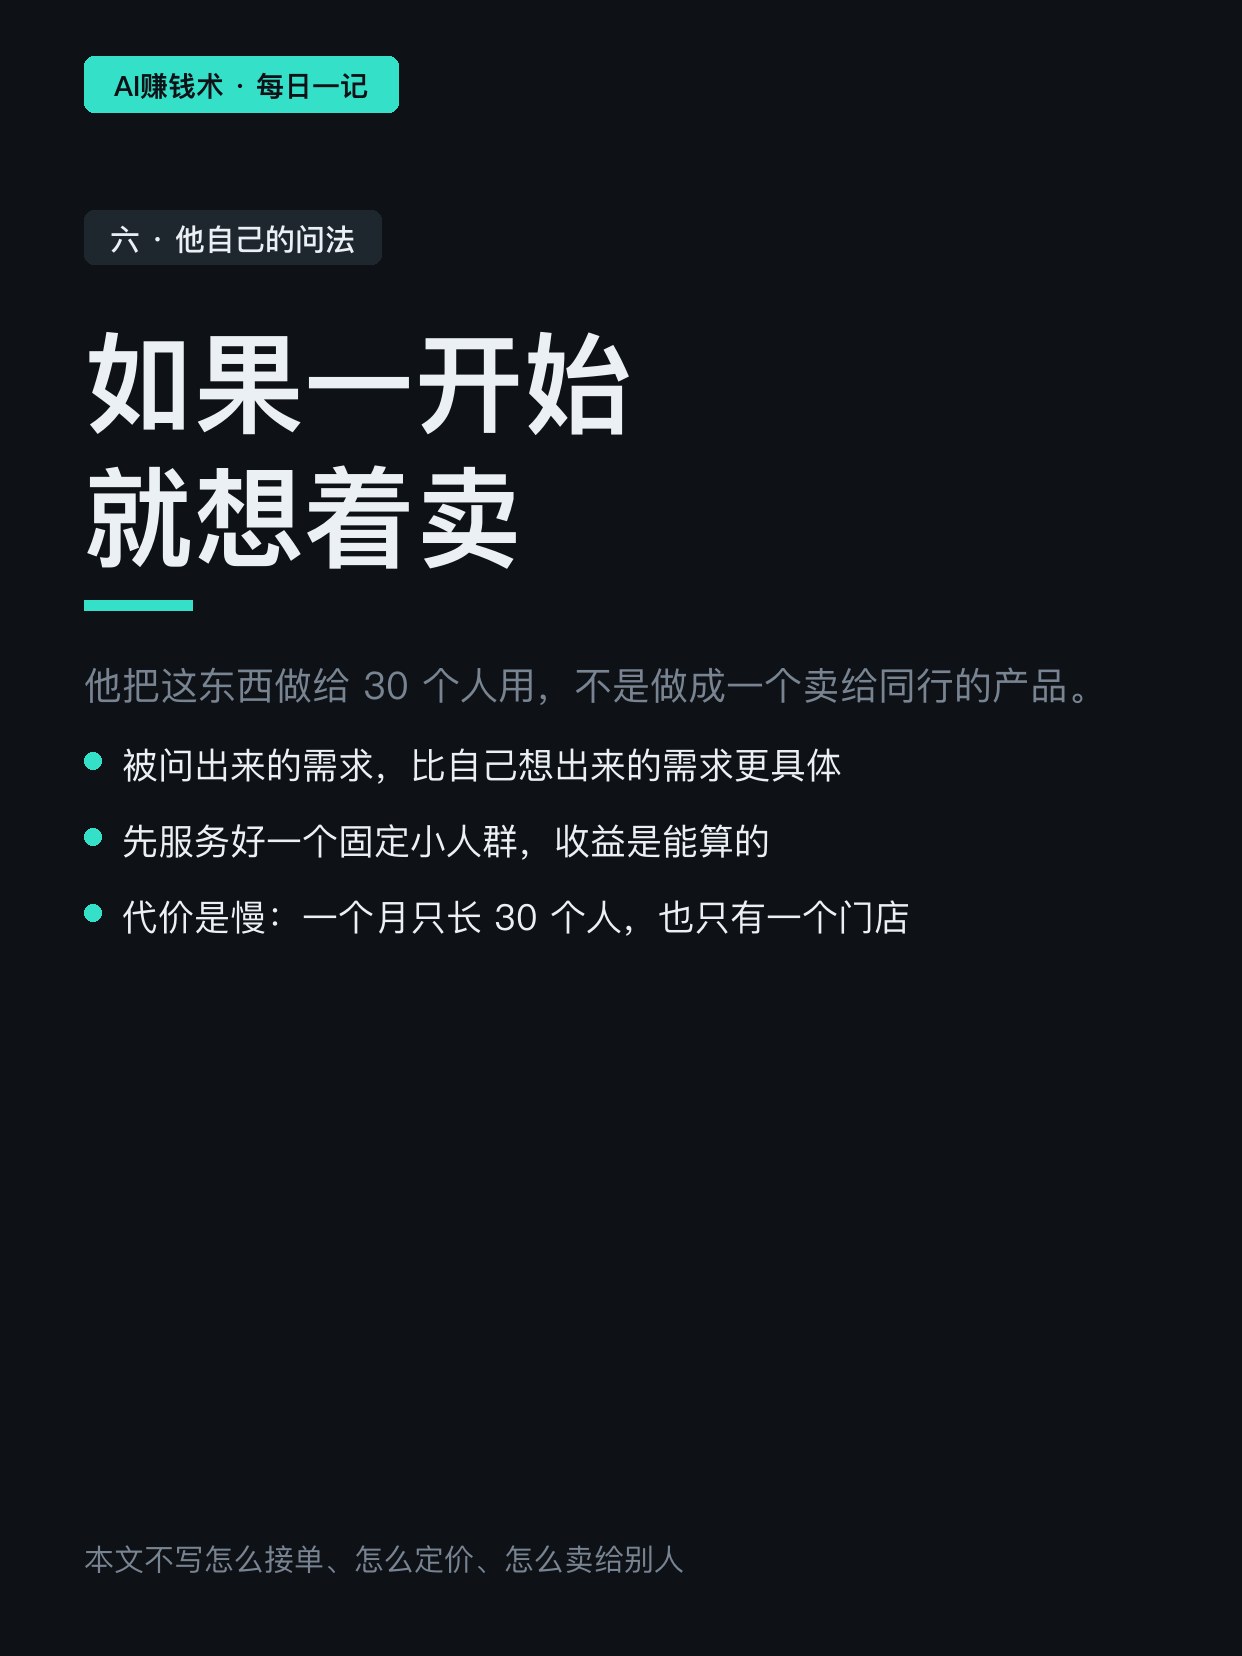 AI赚钱术 · 每日一记
六 · 他自己的问法
如果一开始
就想着卖
他把这东西做给 30 个人用，不是做成一个卖给同行的产品。
被问出来的需求，比自己想出来的需求更具体
先服务好一个固定小人群，收益是能算的
代价是慢：一个月只长 30 个人，也只有一个门店
本文不写怎么接单、怎么定价、怎么卖给别人